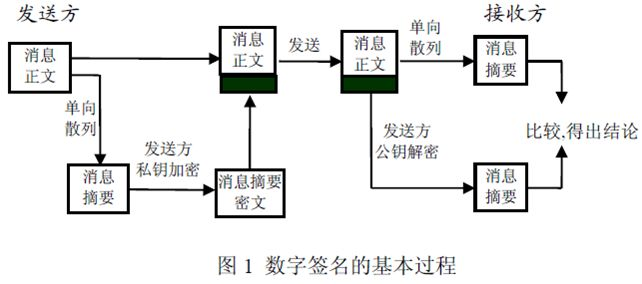 发送方
接收方
消息
正文
消息
正文
发送
消息
正文
单向
散列
消息
摘要
单向
散列
发送方
私钥加密
发送方
公钥解密
比较,得出结论
消息
摘要
消息摘要
密文
消息
摘要
图 1 数字签名的基本过程